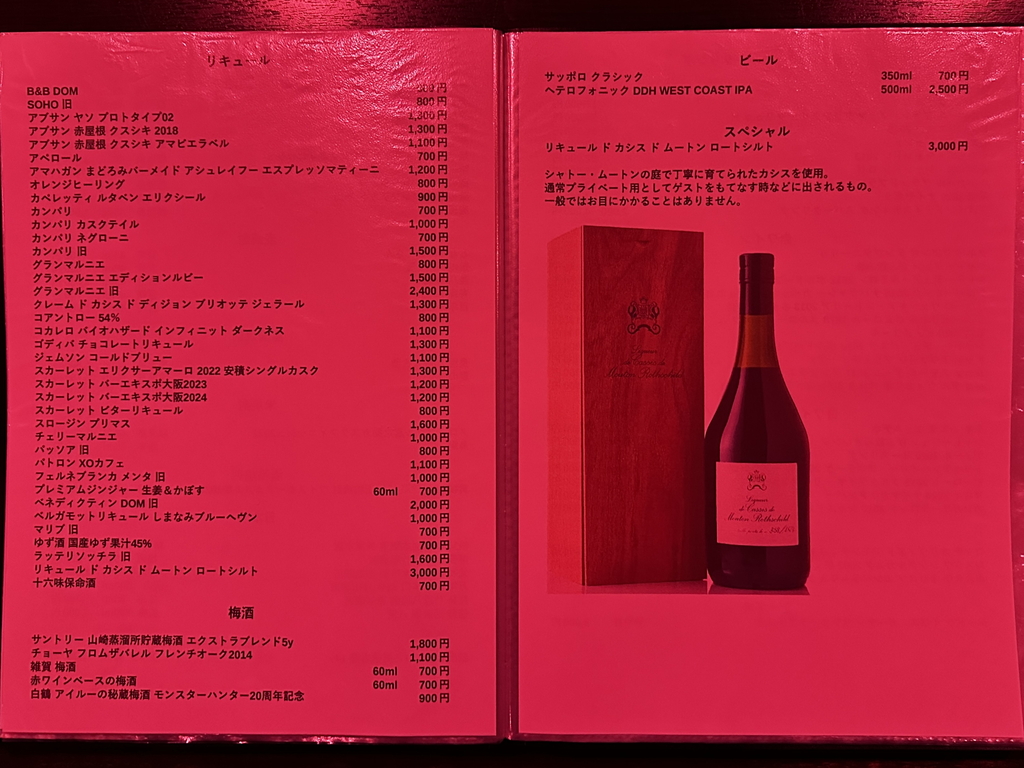 リキュール
B&B DOM 800円
SOHO 旧 800円
アブサン ヤソ プロトタイプ02 1,300円
アブサン 赤屋根 クスシキ 2018 1,300円
アブサン 赤屋根 クスシキ アマビエラベル 1,100円
アペロール 700円
アマハガン まどろみバーメイド アシュレイフー エスプレッソマティーニ 1,200円
オレンジヒーリング 800円
カペレッティ ルタベン エリクシール 900円
カンパリ 700円
カンパリ カスクテイル 1,000円
カンパリ ネグローニ 700円
カンパリ 旧 1,500円
グランマルニエ 800円
グランマルニエ エディションルビー 1,500円
グランマルニエ 旧 2,400円
クレーム ド カシス ド ディジョン ブリオッテ ジェラール 1,300円
コアントロー 54% 800円
コカレロ バイオハザード インフィニット ダークネス 1,100円
ゴディバ チョコレートリキュール 1,300円
ジェムソン コールドブリュー 1,100円
スカーレット エリクサーアマーロ 2022 安積シングルカスク 1,300円
スカーレット バーエキスポ大阪2023 1,200円
スカーレット バーエキスポ大阪2024 1,200円
スカーレット ビターリキュール 800円
スロージン プリマス 1,600円
チェリーマルニエ 1,000円
パッソア 旧 800円
パトロン XOカフェ 1,100円
フェルネブランカ メンタ 旧 1,000円
プレミアムジンジャー 生姜＆かぼす 60ml 700円
ベネディクティン DOM 旧 2,000円
ベルガモットリキュール しまなみブルーヘヴン 1,000円
マリブ 旧 700円
ゆず酒 国産ゆず果汁45% 700円
ラッテリソッチラ 旧 1,600円
リキュール ド カシス ド ムートン ロートシルト 3,000円
十六味保命酒 700円
梅酒
サントリー 山崎蒸溜所貯蔵梅酒 エクストラブレンド5y 1,800円
チョーヤ フロムザバレル フレンチオーク2014 1,100円
雑賀 梅酒 60ml 700円
赤ワインベースの梅酒 60ml 700円
白鶴 アイルーの秘蔵梅酒 モンスターハンター20周年記念 900円
ビール
サッポロ クラシック 350ml 700円
ヘテロフォニック DDH WEST COAST IPA 500ml 2,500円
スペシャル
リキュール ド カシス ド ムートン ロートシルト 3,000円
シャトー・ムートンの庭で丁寧に育てられたカシスを使用。
通常プライベート用としてゲストをもてなす時などに出されるもの。
一般ではお目にかかることはありません。
Liqueur
de Cassis de
Mouton Rothschild
Liqueur
de Cassis de
Mouton Rothschild